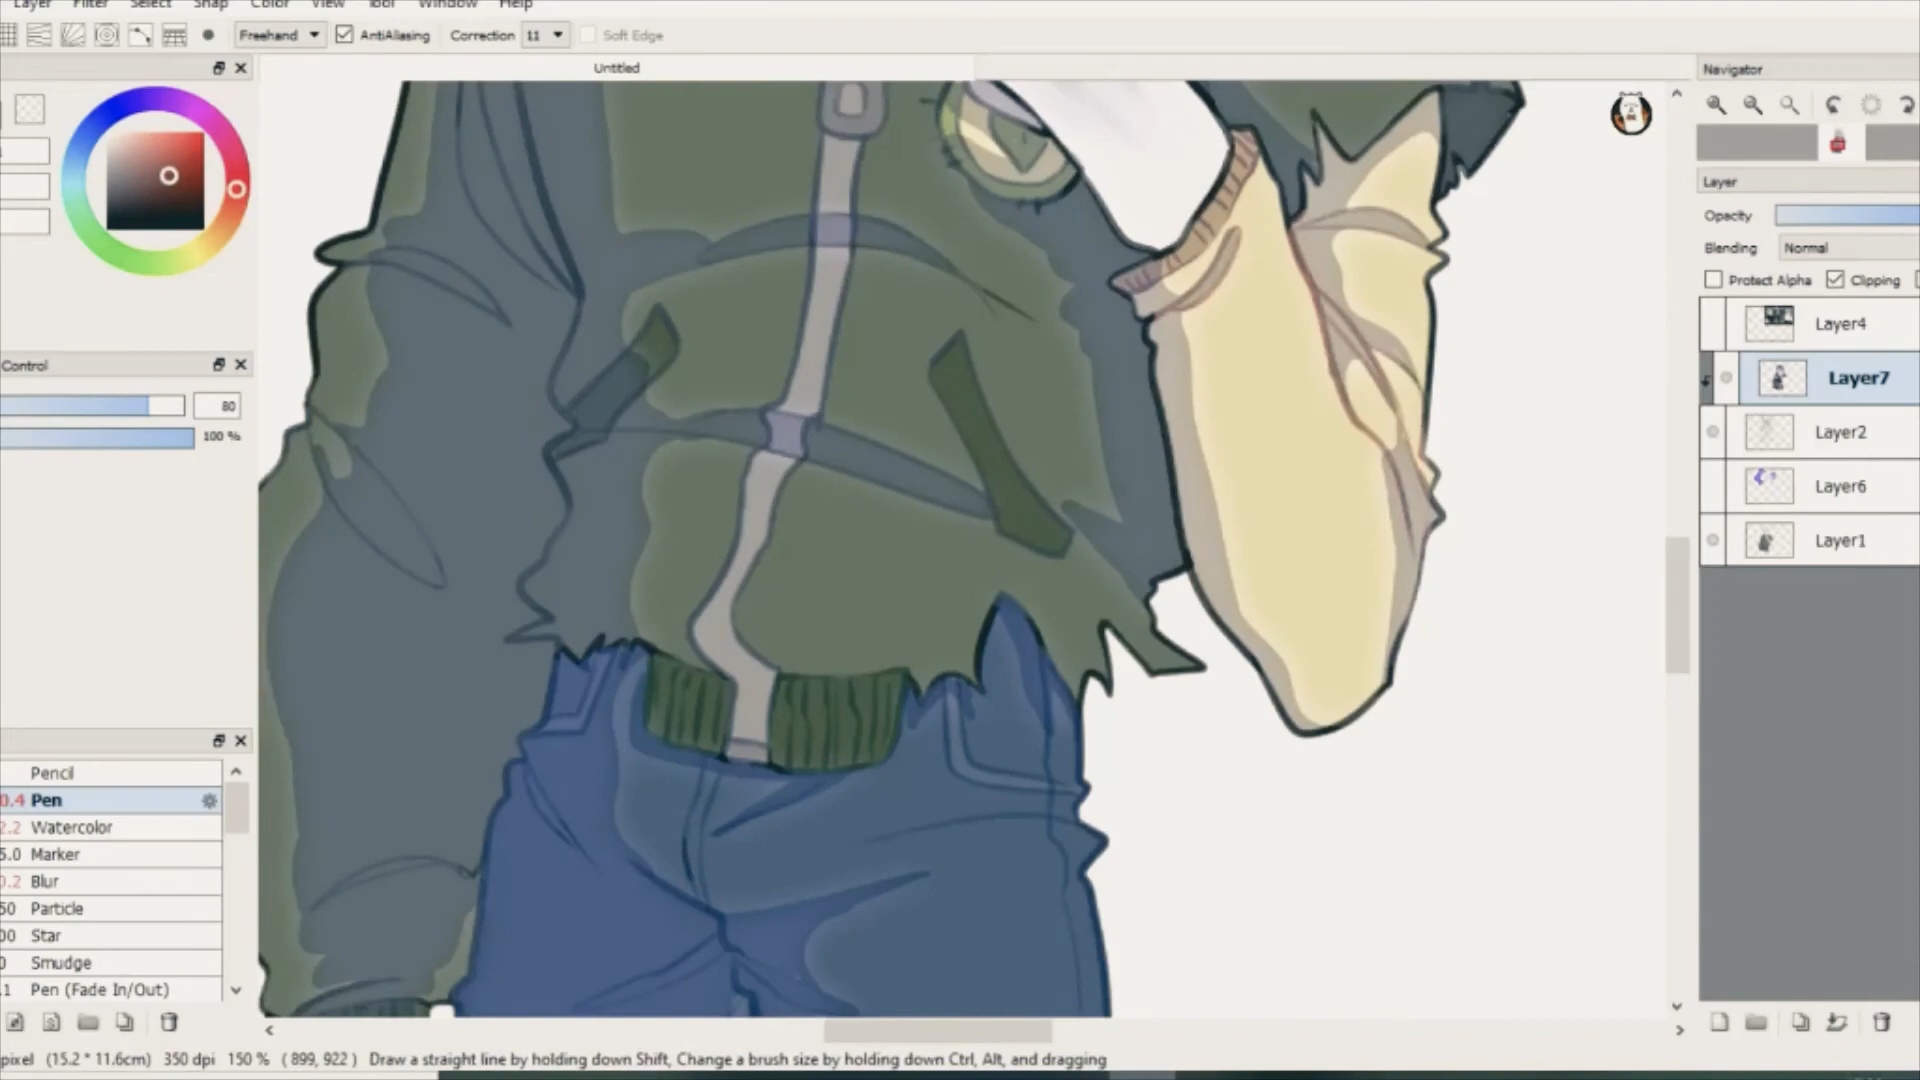 Layer Filter Select Snap Color View Tool Window Help
Freehand AntiAliasing Correction 11 Soft Edge
Untitled
Navigator
Layer
Opacity
Blending Normal
Protect Alpha Clipping
Layer4
Layer7
Layer2
Layer6
Layer1
Control
80
100 %
Pencil
0.4 Pen
2.2 Watercolor
5.0 Marker
0.2 Blur
50 Particle
00 Star
0 Smudge
.1 Pen (Fade In/Out)
pixel (15.2 * 11.6cm) 350 dpi 150 % ( 899, 922 ) Draw a straight line by holding down Shift, Change a brush size by holding down Ctrl, Alt, and dragging